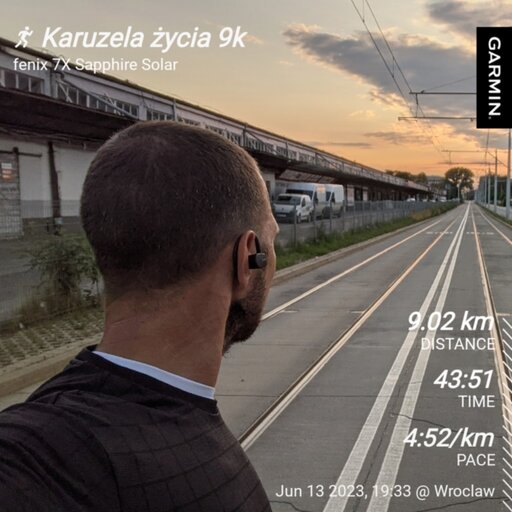 Karuzela życia 9k
fenix 7X Sapphire Solar
GARMIN
9.02 km
DISTANCE
43:51
TIME
4:52/km
PACE
Jun 13 2023, 19:33 @ Wroclaw